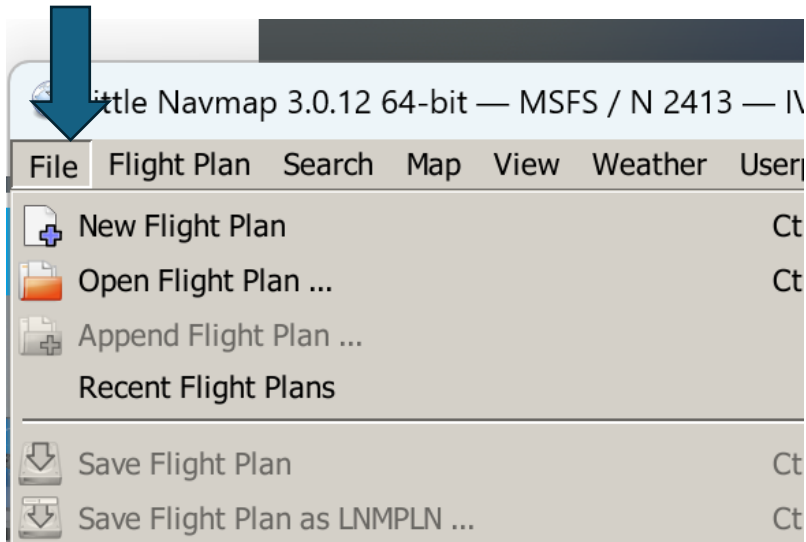 ittle Navmap 3.0.12 64-bit — MSFS / N 2413 — IV
File Flight Plan Search Map View Weather Userp
New Flight Plan Ct
Open Flight Plan ... Ct
Append Flight Plan ...
Recent Flight Plans
Save Flight Plan Ct
Save Flight Plan as LNMPLN ... Ct